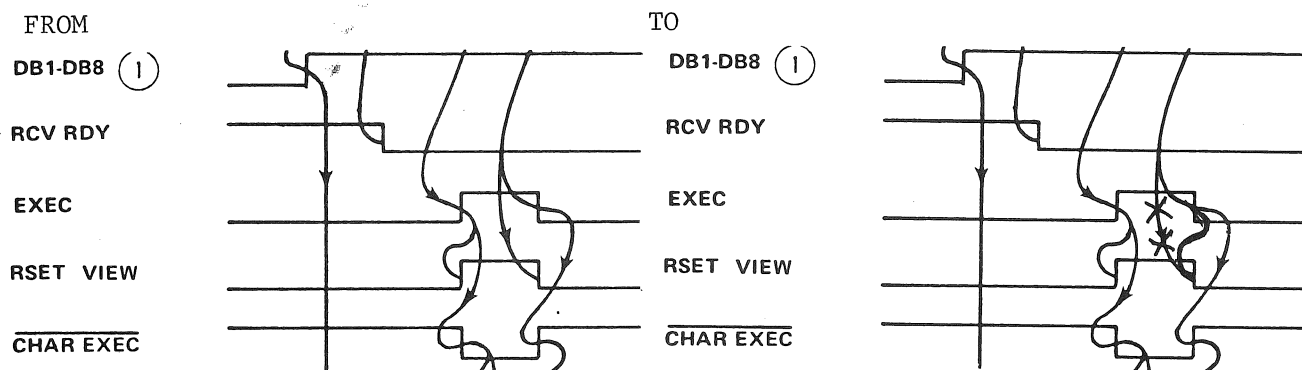 FROM
DB1-DB8 1
RCV RDY
EXEC
RSET VIEW
CHAR EXEC
TO
DB1-DB8 1
RCV RDY
EXEC
RSET VIEW
CHAR EXEC